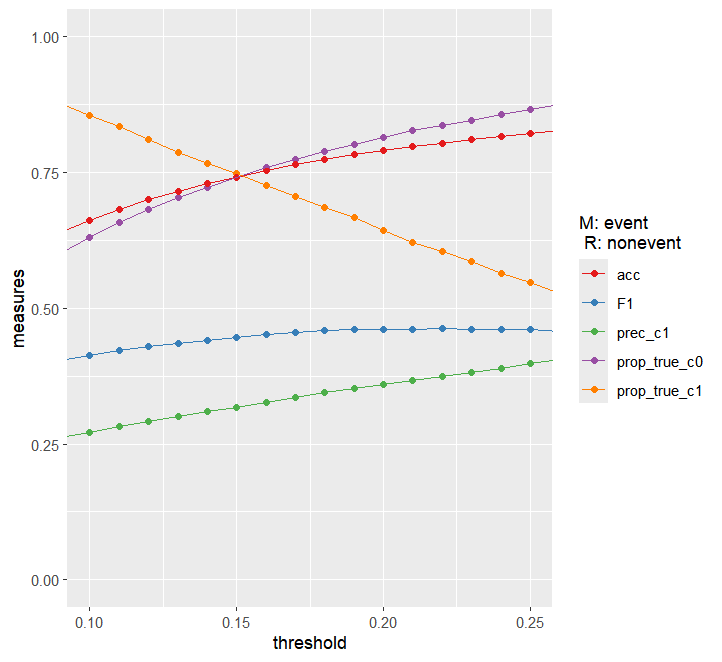 1.00
0.75
0.50
0.25
0.00
measures
0.10
0.15
0.20
0.25
threshold
M: event
R: nonevent
acc
F1
prec_c1
prop_true_c0
prop_true_c1